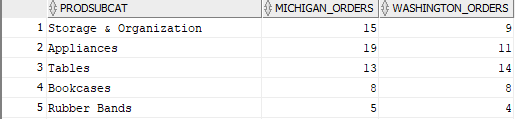 PRODSUBCAT MICHIGAN_ORDERS WASHINGTON_ORDERS
1 Storage & Organization 15 9
2 Appliances 19 11
3 Tables 13 14
4 Bookcases 8 8
5 Rubber Bands 5 4